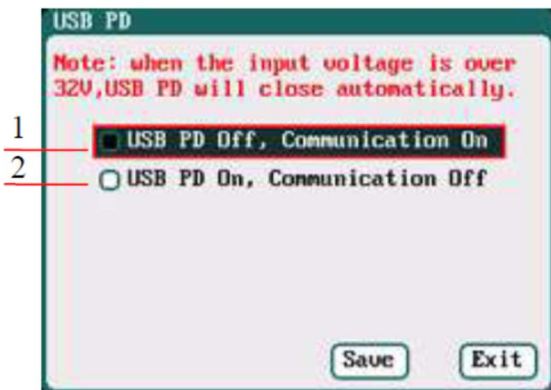 USB PD
Note: when the input voltage is over
32V,USB PD will close automatically.
1
USB PD Off, Communication On
2
USB PD On, Communication Off
Save Exit